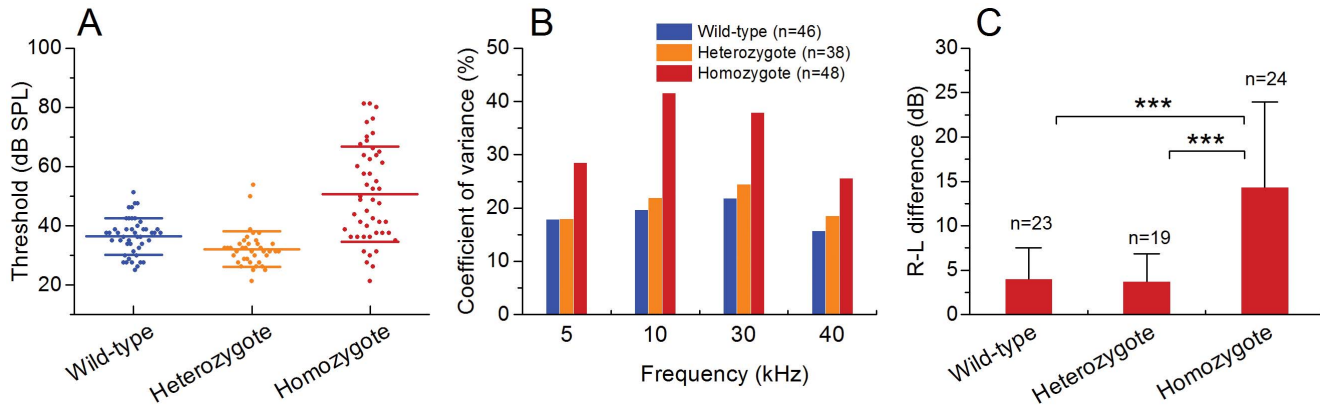 A
Threshold (dB SPL)
100
80
60
40
20
Wild-type
Heterozygote
Homozygote
B
Coefficient of variance (%)
50
40
30
20
10
0
Wild-type (n=46)
Heterozygote (n=38)
Homozygote (n=48)
5
10
30
40
Frequency (kHz)
C
R-L difference (dB)
30
25
20
15
10
5
0
n=23
n=19
n=24
***
***
Wild-type
Heterozygote
Homozygote